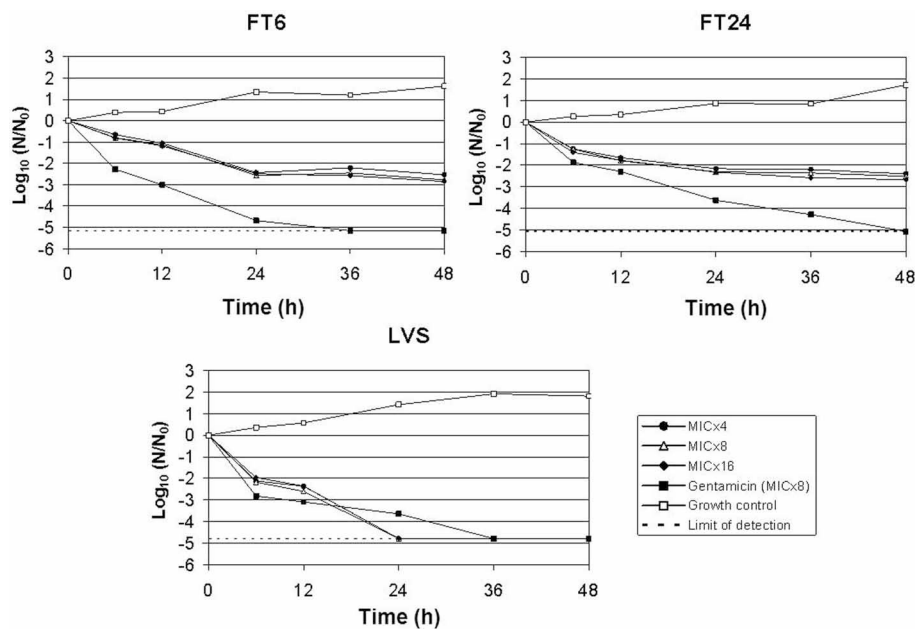 FT6
3
2
1
0
-1
-2
-3
-4
-5
-6
Log10 (N/N0)
0 12 24 36 48
Time (h)
FT24
3
2
1
0
-1
-2
-3
-4
-5
-6
Log10 (N/N0)
0 12 24 36 48
Time (h)
LVS
3
2
1
0
-1
-2
-3
-4
-5
-6
Log10 (N/N0)
0 12 24 36 48
Time (h)
MICx4
MICx8
MICx16
Gentamicin (MICx8)
Growth control
Limit of detection